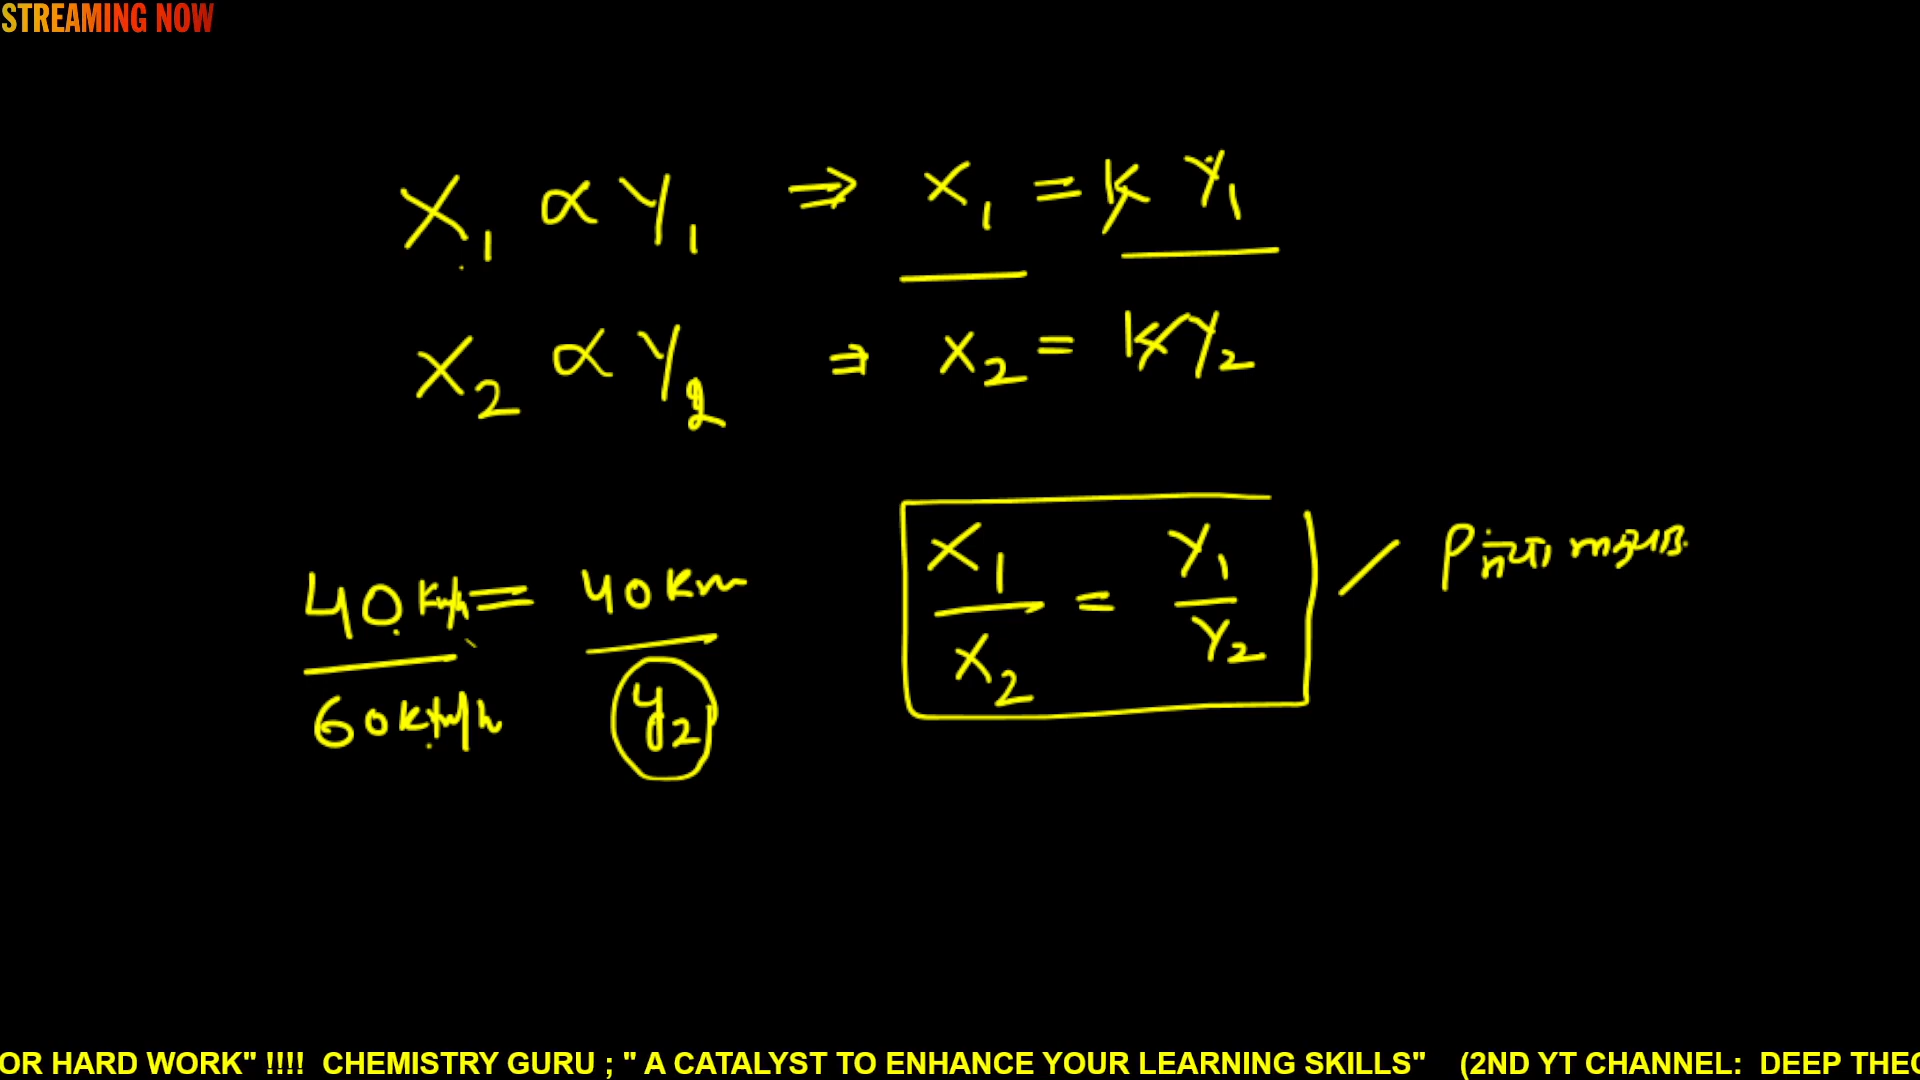 STREAMING NOW
X₁ ∝ Y₁ ⇒ X₁ = K Y₁
X₂ ∝ Y₂ ⇒ X₂ = K Y₂
40 Km/h / 60 Km/h = 40 Km / y₂
X₁ / X₂ = Y₁ / Y₂
OR HARD WORK" !!!! CHEMISTRY GURU ; " A CATALYST TO ENHANCE YOUR LEARNING SKILLS" (2ND YT CHANNEL: DEEP THEO